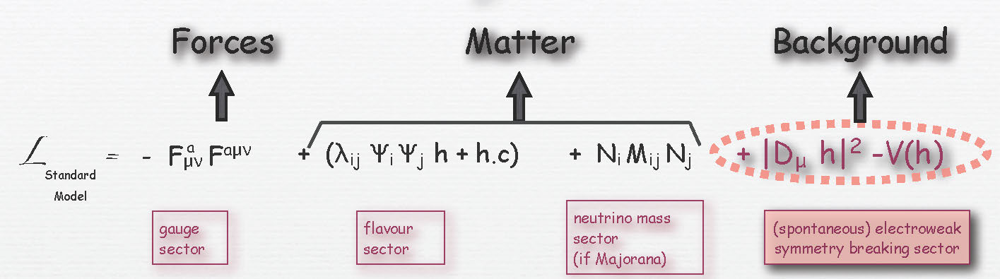 Forces Matter Background
ℒ Standard Model = - F^a_μν F^aμν + (λ_ij Ψ_i Ψ_j h + h.c) + N_i M_ij N_j + |D_μ h|² -V(h)
gauge
sector
flavour
sector
neutrino mass
sector
(if Majorana)
(spontaneous) electroweak
symmetry breaking sector